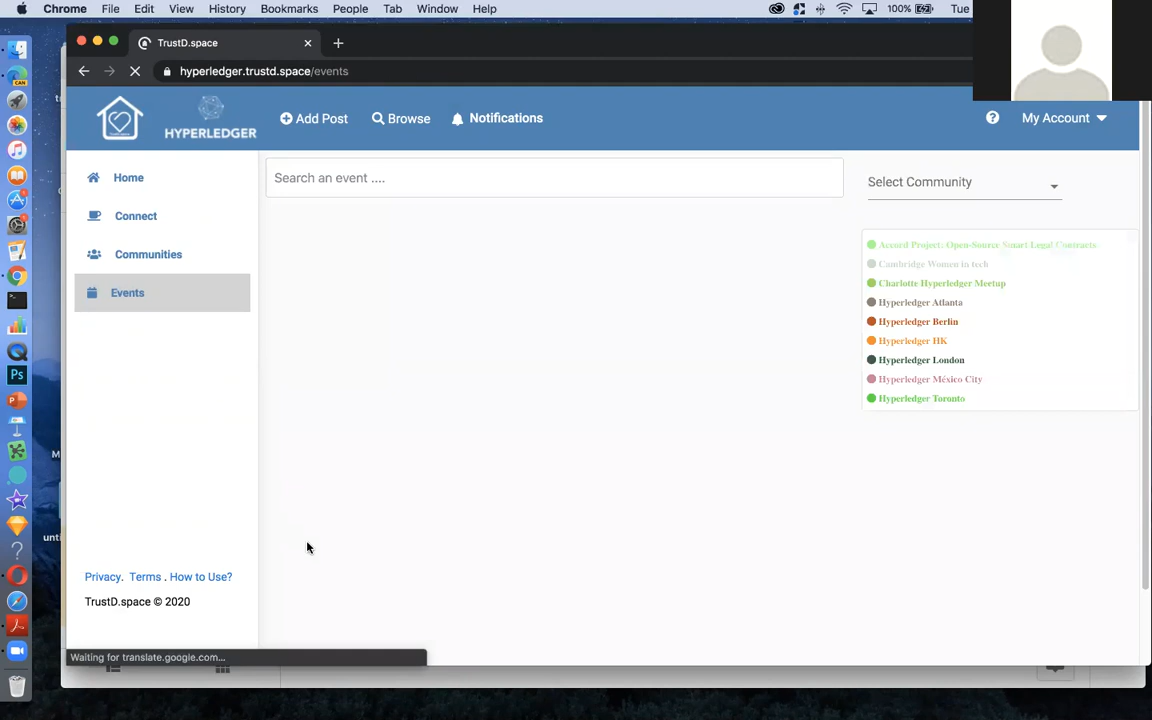 Chrome File Edit View History Bookmarks People Tab Window Help 100% Tue
TrustD.space
hyperledger.trustd.space/events
HYPERLEDGER Add Post Browse Notifications My Account
Home
Connect
Communities
Events
Search an event ....
Select Community
Accord Project: Open-Source Smart Legal Contracts
Cambridge Women in tech
Charlotte Hyperledger Meetup
Hyperledger Atlanta
Hyperledger Berlin
Hyperledger HK
Hyperledger London
Hyperledger México City
Hyperledger Toronto
Privacy. Terms . How to Use?
TrustD.space © 2020
Waiting for translate.google.com...
CAN
Ps
M
unti